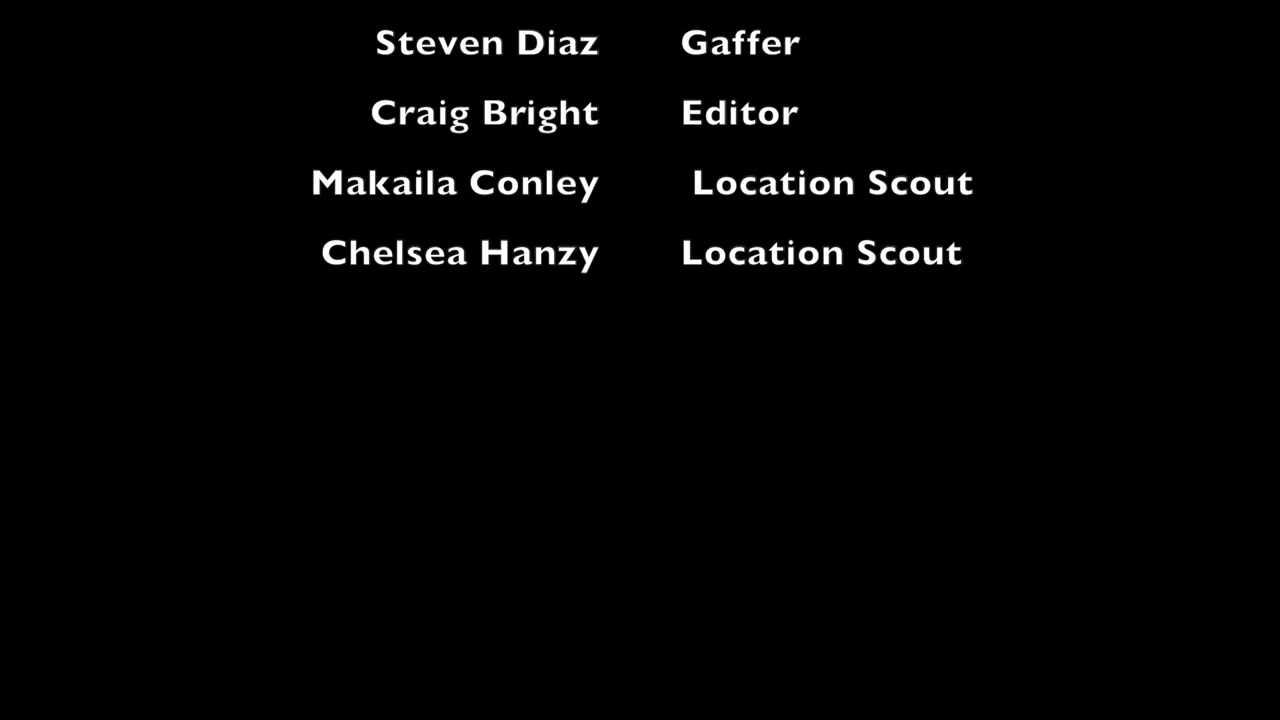 Steven Diaz Gaffer
Craig Bright Editor
Makaila Conley Location Scout
Chelsea Hanzy Location Scout